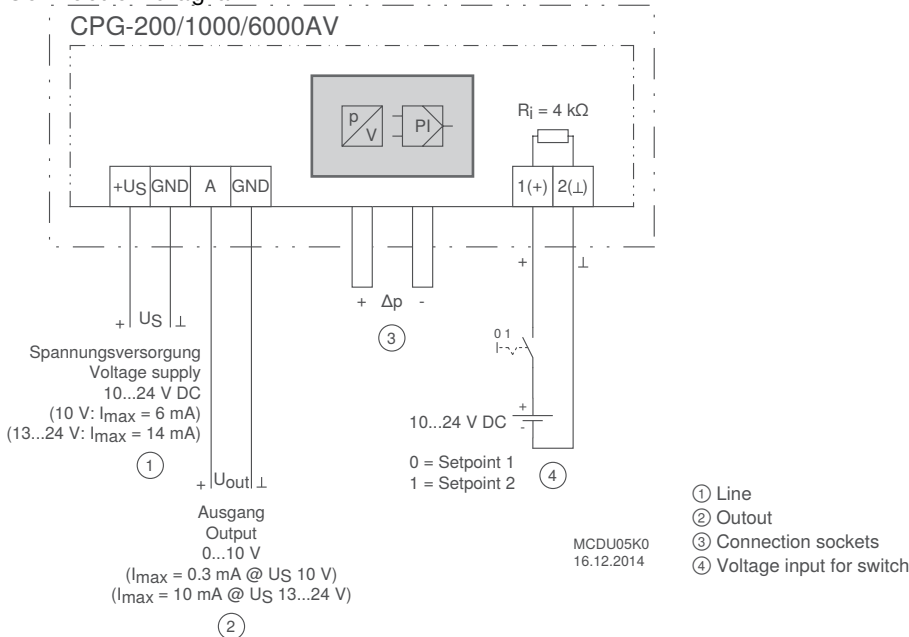 CPG-200/1000/6000AV
p
V
PI
Ri = 4 kΩ
+US GND A GND
1(+) 2(⊥)
+ US ⊥
+ Δp -
③
+ ⊥
0 1
Spannungsversorgung
Voltage supply
10...24 V DC
(10 V: Imax = 6 mA)
(13...24 V: Imax = 14 mA)
①
+
10...24 V DC
-
0 = Setpoint 1
1 = Setpoint 2
④
+ Uout ⊥
Ausgang
Output
0...10 V
(Imax = 0.3 mA @ US 10 V)
(Imax = 10 mA @ US 13...24 V)
②
MCDU05K0
16.12.2014
① Line
② Outout
③ Connection sockets
④ Voltage input for switch